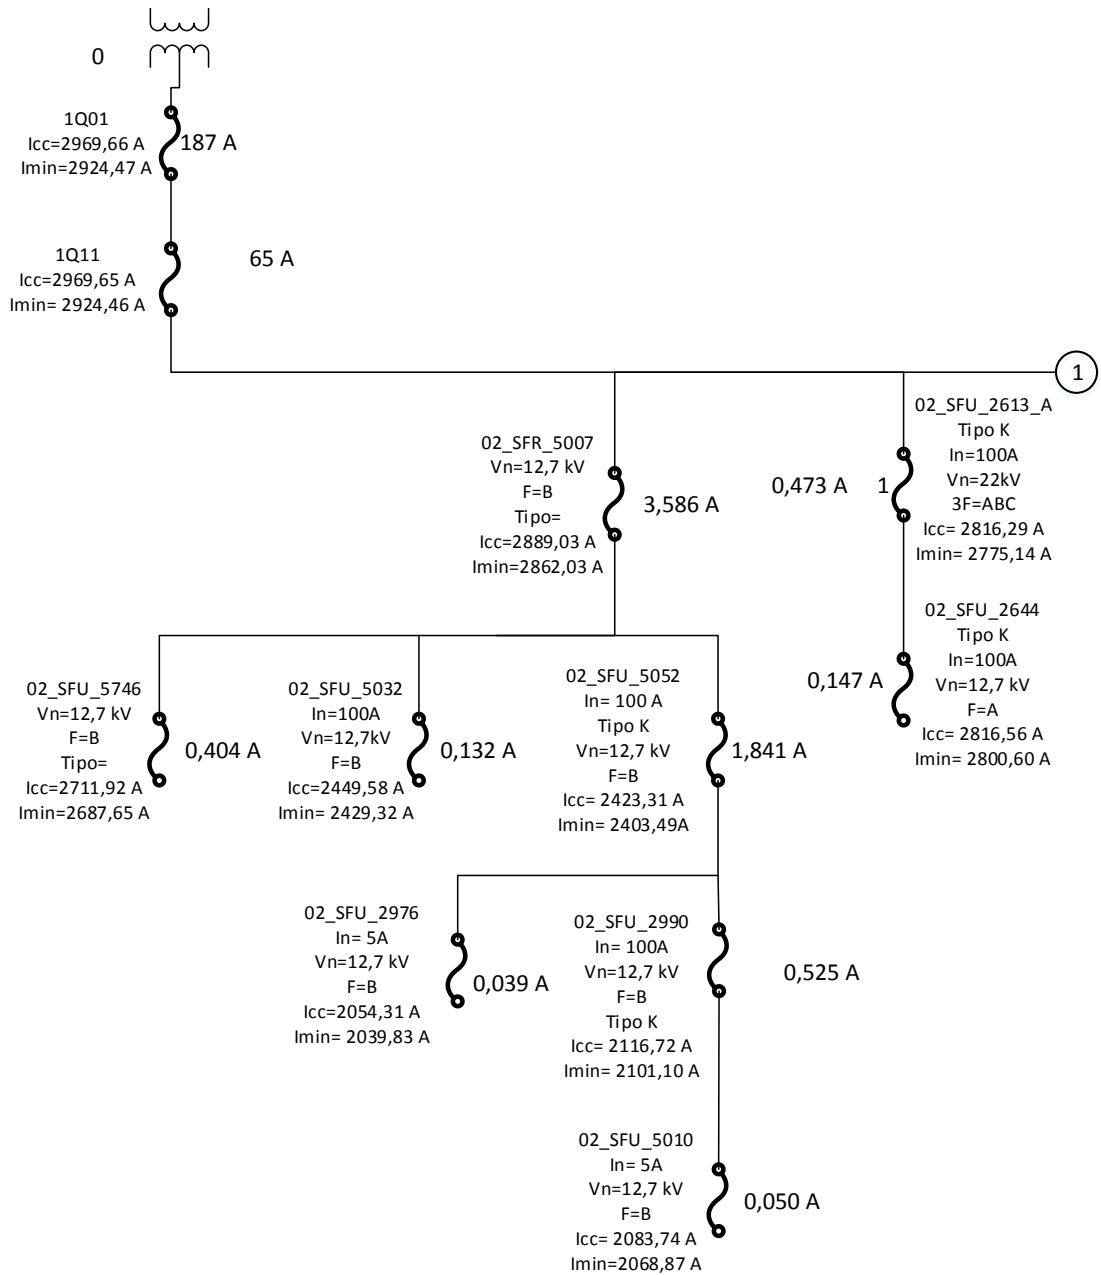 0
1Q01
Icc=2969,66 A
Imin=2924,47 A
187 A
1Q11
Icc=2969,65 A
Imin= 2924,46 A
65 A
1
02_SFR_5007
Vn=12,7 kV
F=B
Tipo=
Icc=2889,03 A
Imin=2862,03 A
3,586 A
0,473 A
1
02_SFU_2613_A
Tipo K
In=100A
Vn=22kV
3F=ABC
Icc= 2816,29 A
Imin= 2775,14 A
0,147 A
02_SFU_2644
Tipo K
In=100A
Vn=12,7 kV
F=A
Icc= 2816,56 A
Imin= 2800,60 A
02_SFU_5746
Vn=12,7 kV
F=B
Tipo=
Icc=2711,92 A
Imin=2687,65 A
0,404 A
02_SFU_5032
In=100A
Vn=12,7kV
F=B
Icc=2449,58 A
Imin= 2429,32 A
0,132 A
02_SFU_5052
In= 100 A
Tipo K
Vn=12,7 kV
F=B
Icc= 2423,31 A
Imin= 2403,49A
1,841 A
02_SFU_2976
In= 5A
Vn=12,7 kV
F=B
Icc=2054,31 A
Imin= 2039,83 A
0,039 A
02_SFU_2990
In= 100A
Vn=12,7 kV
F=B
Tipo K
Icc= 2116,72 A
Imin= 2101,10 A
0,525 A
02_SFU_5010
In= 5A
Vn=12,7 kV
F=B
Icc= 2083,74 A
Imin=2068,87 A
0,050 A